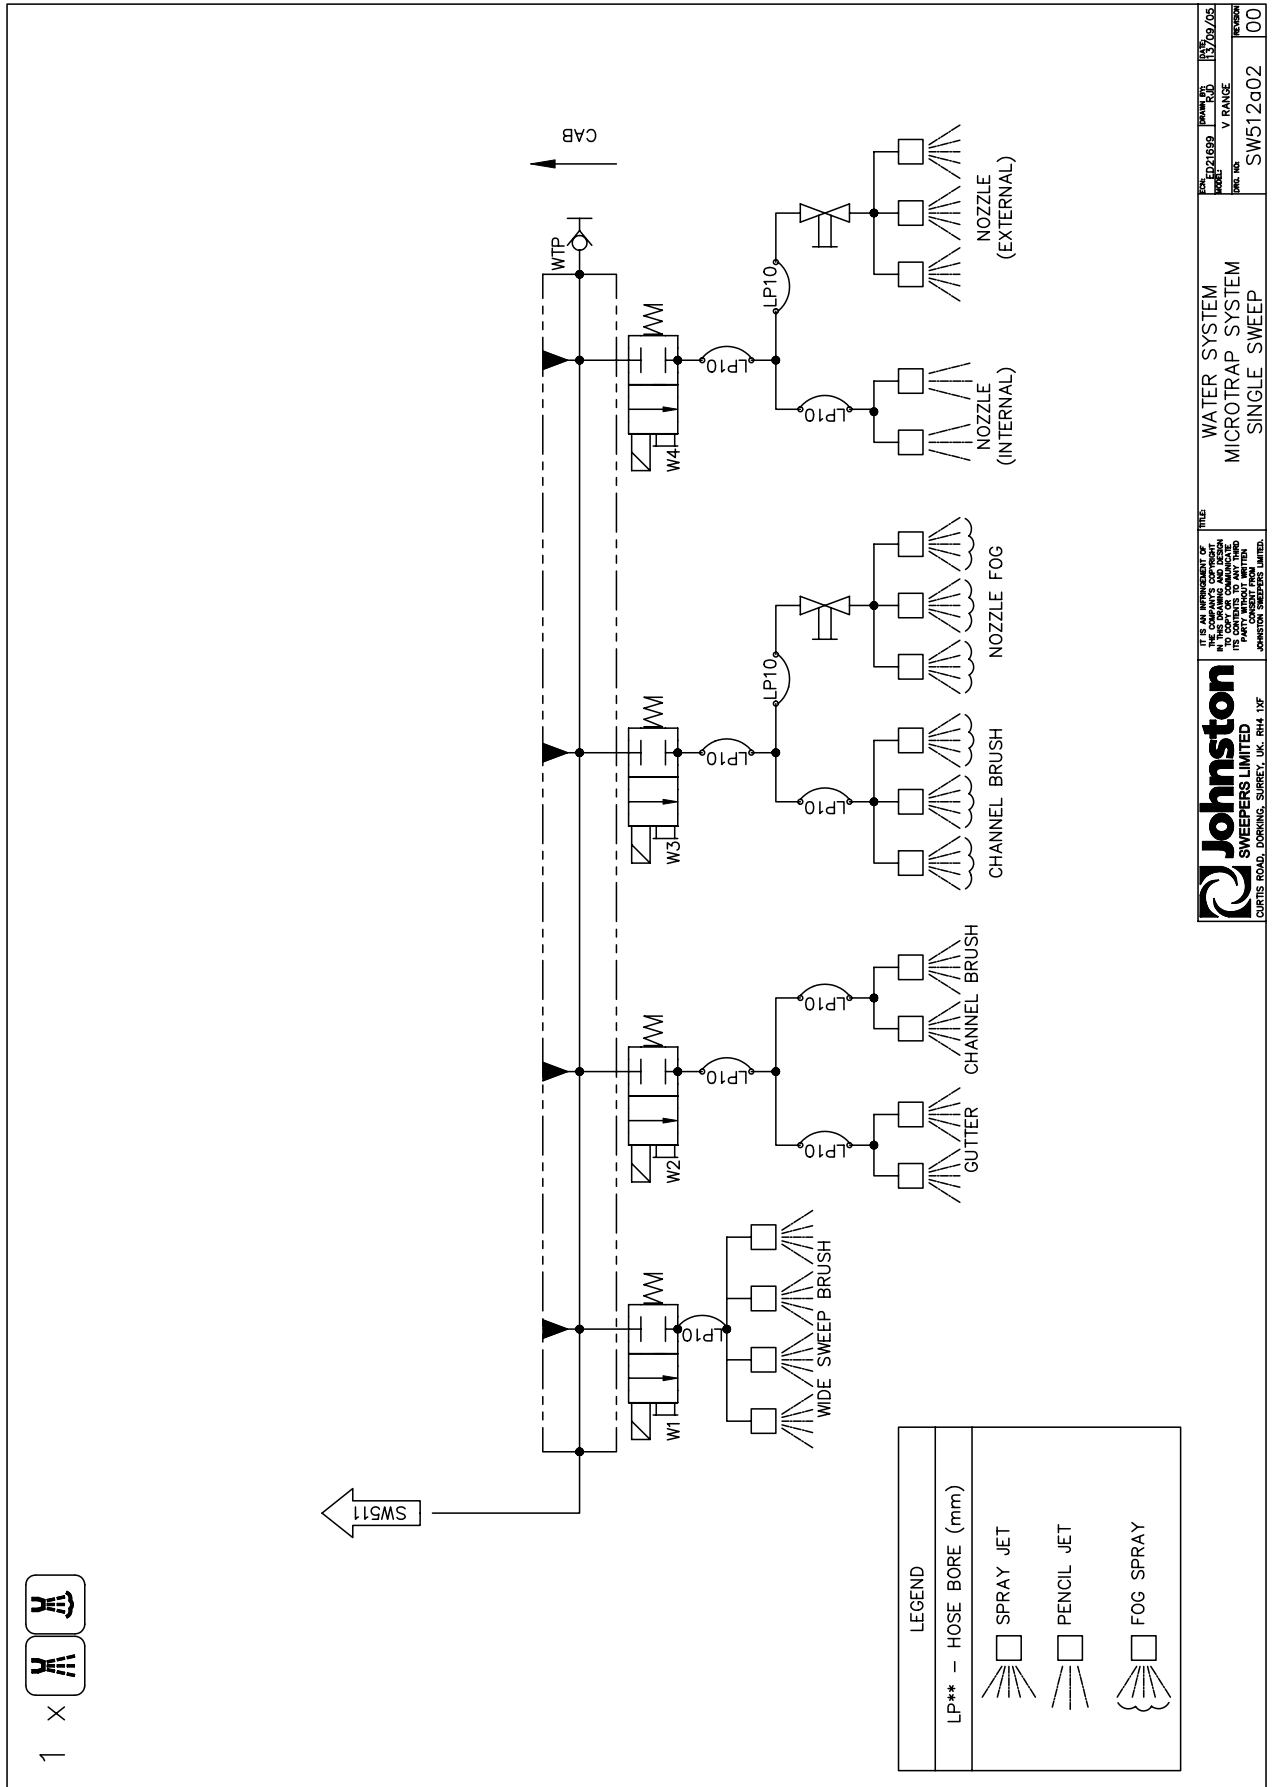 1 X
SW511
CAB
WTP
W1
LP10
WIDE SWEEP BRUSH
W2
LP10
LP10
LP10
GUTTER
CHANNEL BRUSH
W3
LP10
LP10
LP10
CHANNEL BRUSH
NOZZLE FOG
W4
LP10
LP10
LP10
NOZZLE
(INTERNAL)
NOZZLE
(EXTERNAL)
LEGEND
LP** - HOSE BORE (mm)
SPRAY JET
PENCIL JET
FOG SPRAY
Johnston
SWEEPERS LIMITED
CURTIS ROAD, DORKING, SURREY, UK. RH4 1XF
IT IS AN INFRINGEMENT OF
THE COMPANY'S COPYRIGHT
IN THIS DRAWING AND DESIGN
TO COPY OR COMMUNICATE
ITS CONTENTS TO ANY THIRD
PARTY WITHOUT WRITTEN
CONSENT FROM
JOHNSTON SWEEPERS LIMITED.
TITLE:
WATER SYSTEM
MICROTRAP SYSTEM
SINGLE SWEEP
ECN: ED21699
DRAWN BY: RJD
DATE: 13/09/05
MODEL: V RANGE
DRG. NO: SW512a02
REVISION 00